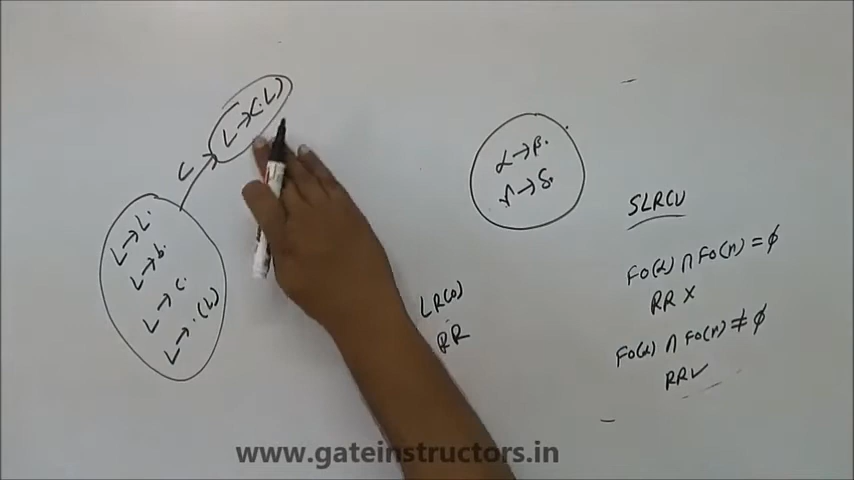 L→(.L)
(
L→L.
L→b.
L→c.
L→.(L)
α→β.
γ→δ.
LR(0)
RR
SLR(1)
FO(α) ∩ FO(γ) = ϕ
RR ✗
FO(α) ∩ FO(γ) ≠ ϕ
RR ✓
www.gateinstructors.in